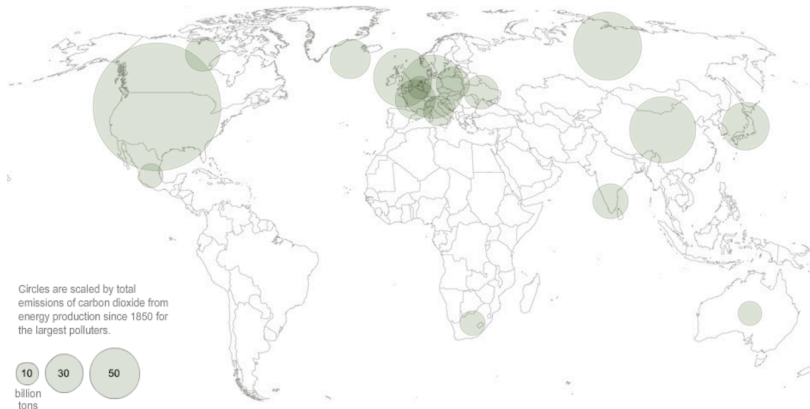 Circles are scaled by total
emissions of carbon dioxide from
energy production since 1850 for
the largest polluters.
10 30 50
billion
tons